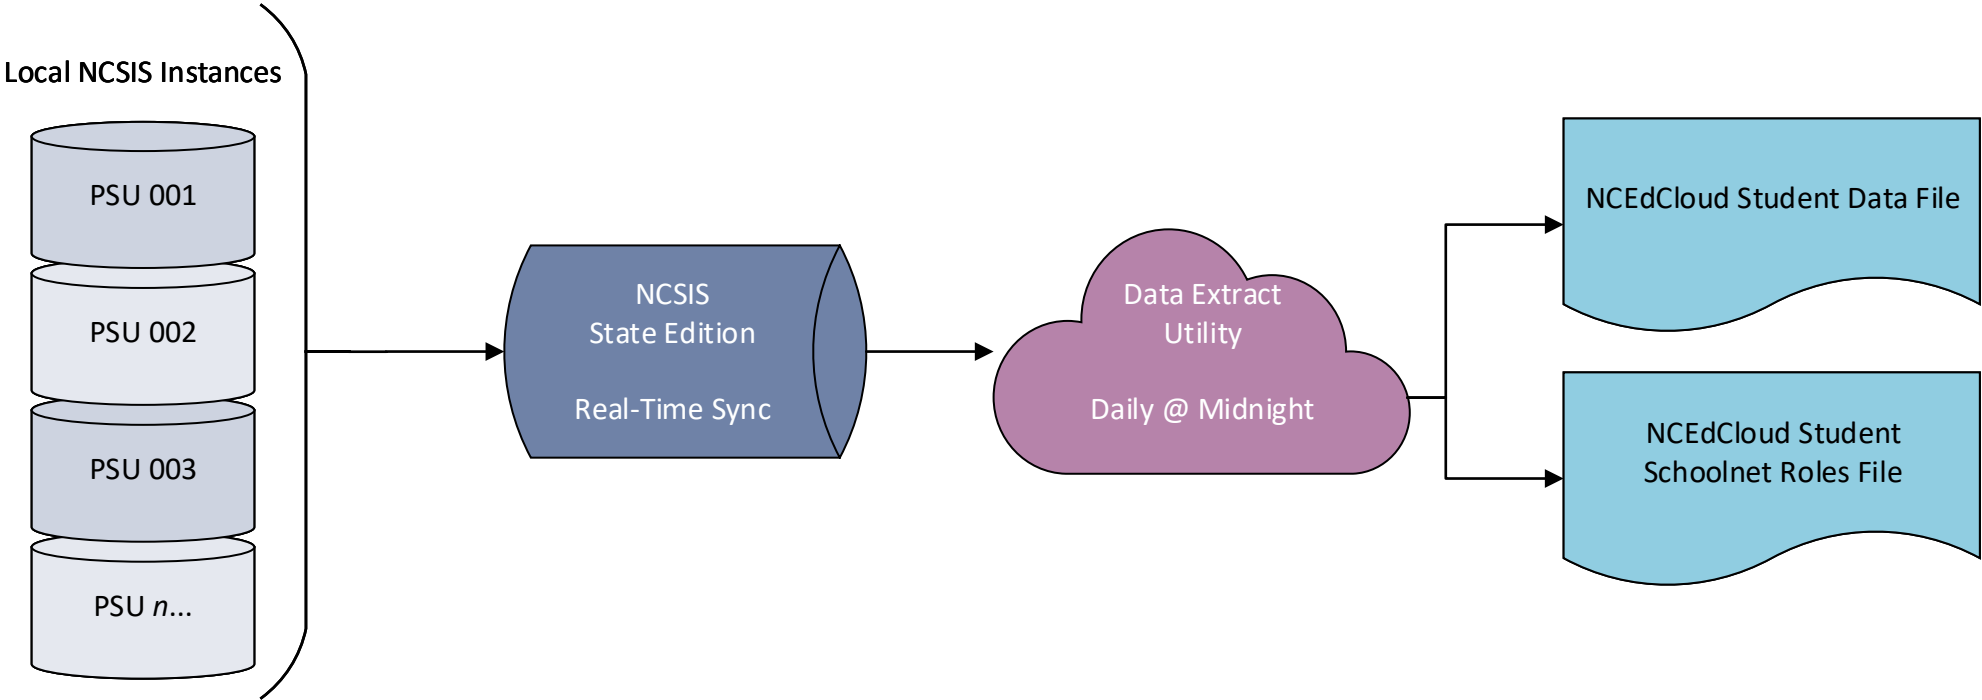 Local NCSIS Instances
PSU 001
PSU 002
PSU 003
PSU n...
NCSIS
State Edition
Real-Time Sync
Data Extract
Utility
Daily @ Midnight
NCEdCloud Student Data File
NCEdCloud Student
Schoolnet Roles File